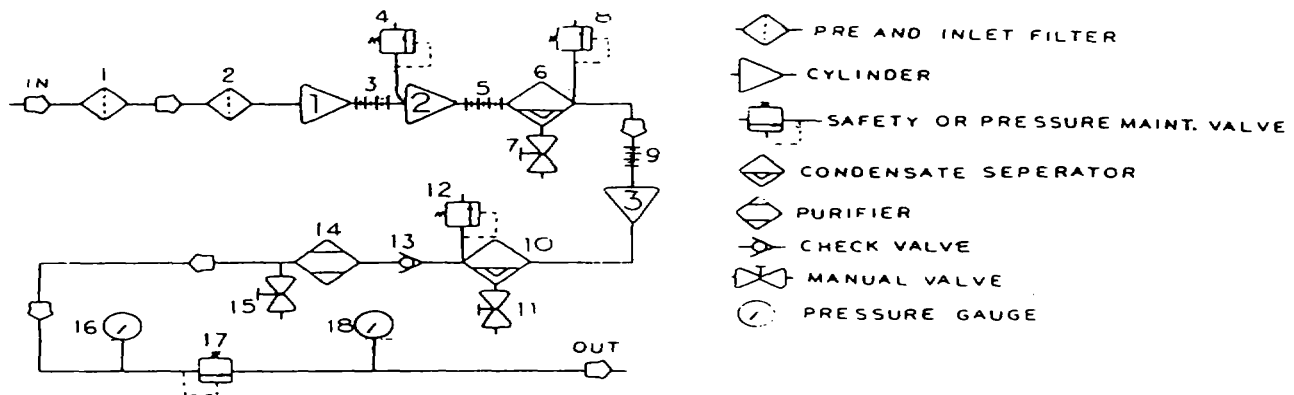 4
IN
1
2
1
3
2
5
6
7
9
3
12
14
13
10
15
11
16
17
18
OUT
PRE AND INLET FILTER
CYLINDER
SAFETY OR PRESSURE MAINT. VALVE
CONDENSATE SEPERATOR
PURIFIER
CHECK VALVE
MANUAL VALVE
PRESSURE GAUGE